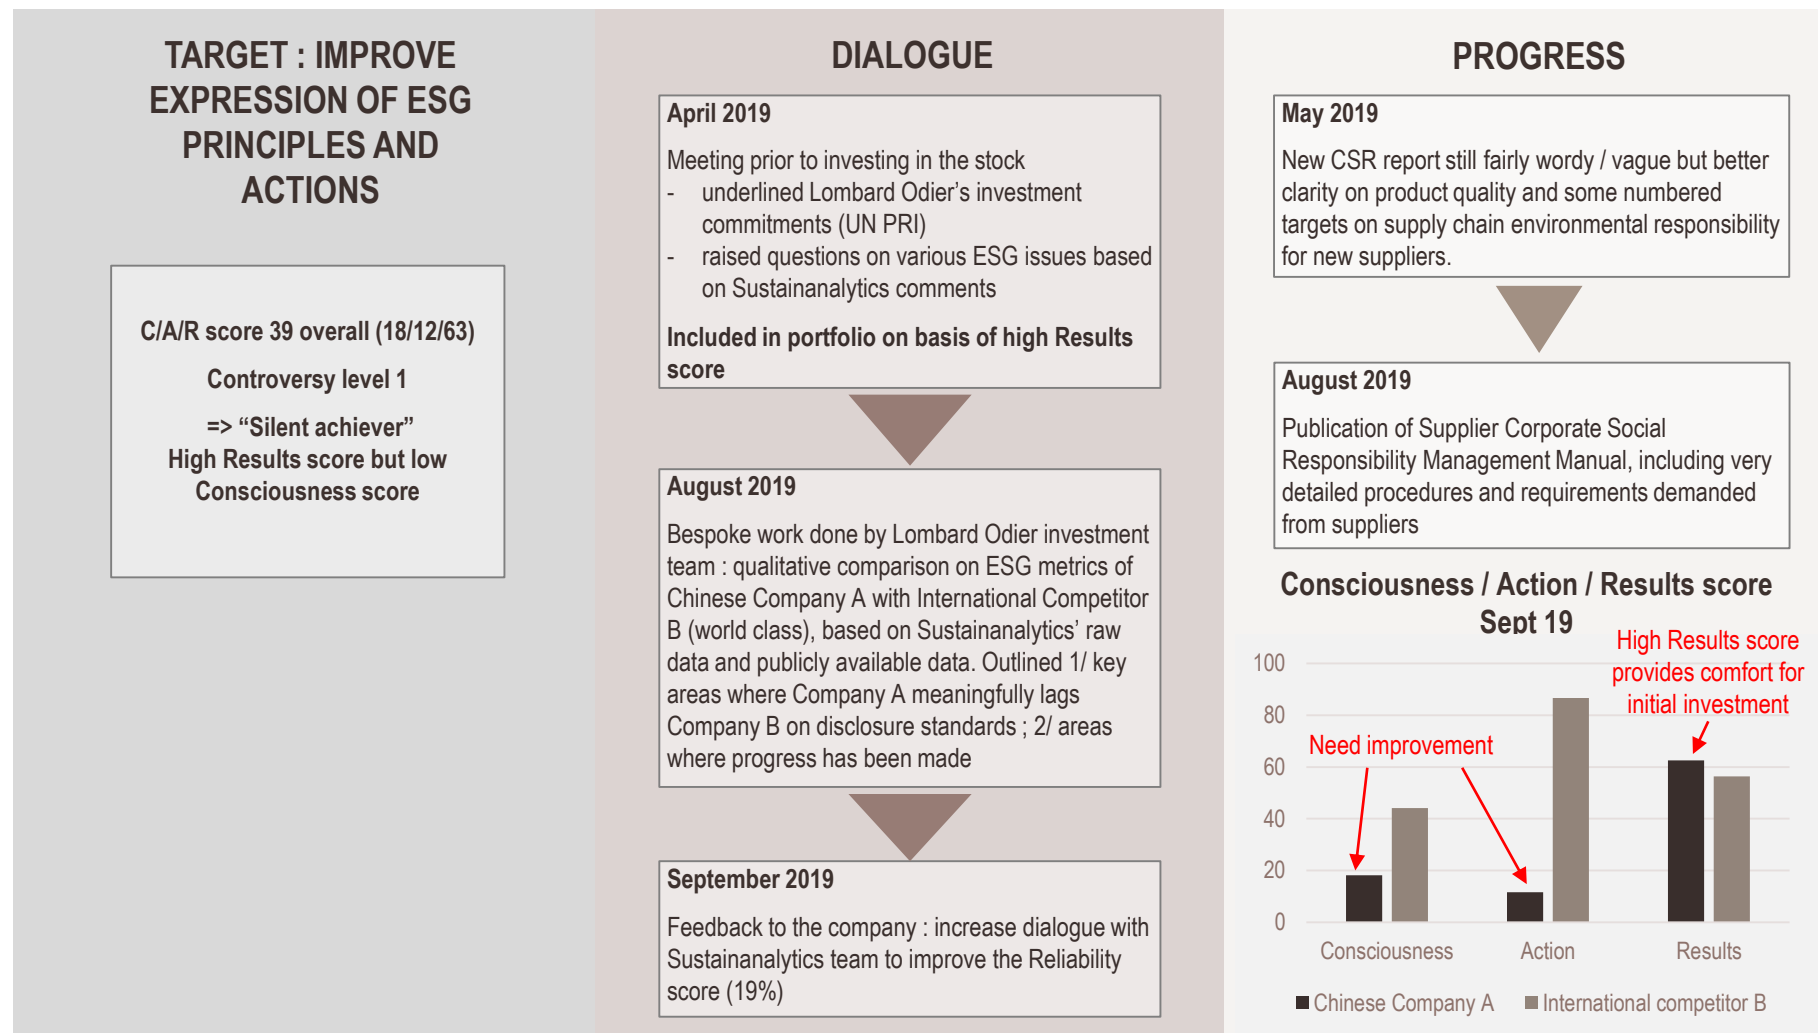 TARGET : IMPROVE
EXPRESSION OF ESG
PRINCIPLES AND
ACTIONS
C/A/R score 39 overall (18/12/63)
Controversy level 1
=> “Silent achiever”
High Results score but low
Consciousness score
DIALOGUE
April 2019
Meeting prior to investing in the stock
- underlined Lombard Odier’s investment
commitments (UN PRI)
- raised questions on various ESG issues based
on Sustainanalytics comments
Included in portfolio on basis of high Results
score
August 2019
Bespoke work done by Lombard Odier investment
team : qualitative comparison on ESG metrics of
Chinese Company A with International Competitor
B (world class), based on Sustainanalytics’ raw
data and publicly available data. Outlined 1/ key
areas where Company A meaningfully lags
Company B on disclosure standards ; 2/ areas
where progress has been made
September 2019
Feedback to the company : increase dialogue with
Sustainanalytics team to improve the Reliability
score (19%)
PROGRESS
May 2019
New CSR report still fairly wordy / vague but better
clarity on product quality and some numbered
targets on supply chain environmental responsibility
for new suppliers.
August 2019
Publication of Supplier Corporate Social
Responsibility Management Manual, including very
detailed procedures and requirements demanded
from suppliers
Consciousness / Action / Results score
Sept 19
High Results score
provides comfort for
initial investment
Need improvement
100
80
60
40
20
0
Consciousness Action Results
Chinese Company A International competitor B